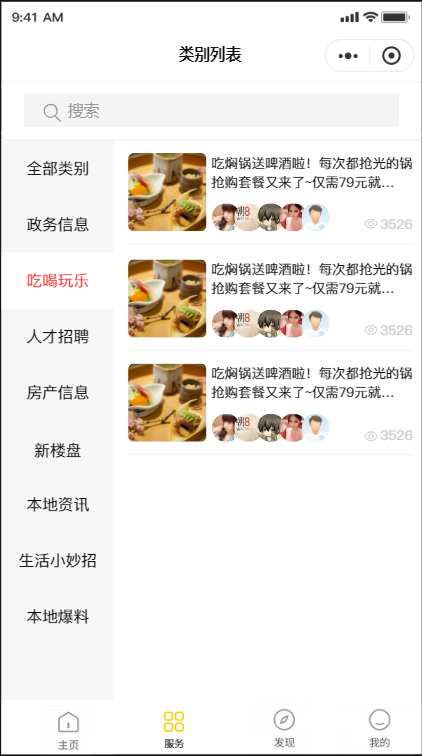 9:41 AM
类别列表
搜索
全部类别
政务信息
吃喝玩乐
人才招聘
房产信息
新楼盘
本地资讯
生活小妙招
本地爆料
吃焖锅送啤酒啦！每次都抢光的锅
抢购套餐又来了~仅需79元就...
3526
吃焖锅送啤酒啦！每次都抢光的锅
抢购套餐又来了~仅需79元就...
3526
吃焖锅送啤酒啦！每次都抢光的锅
抢购套餐又来了~仅需79元就...
3526
主页
服务
发现
我的